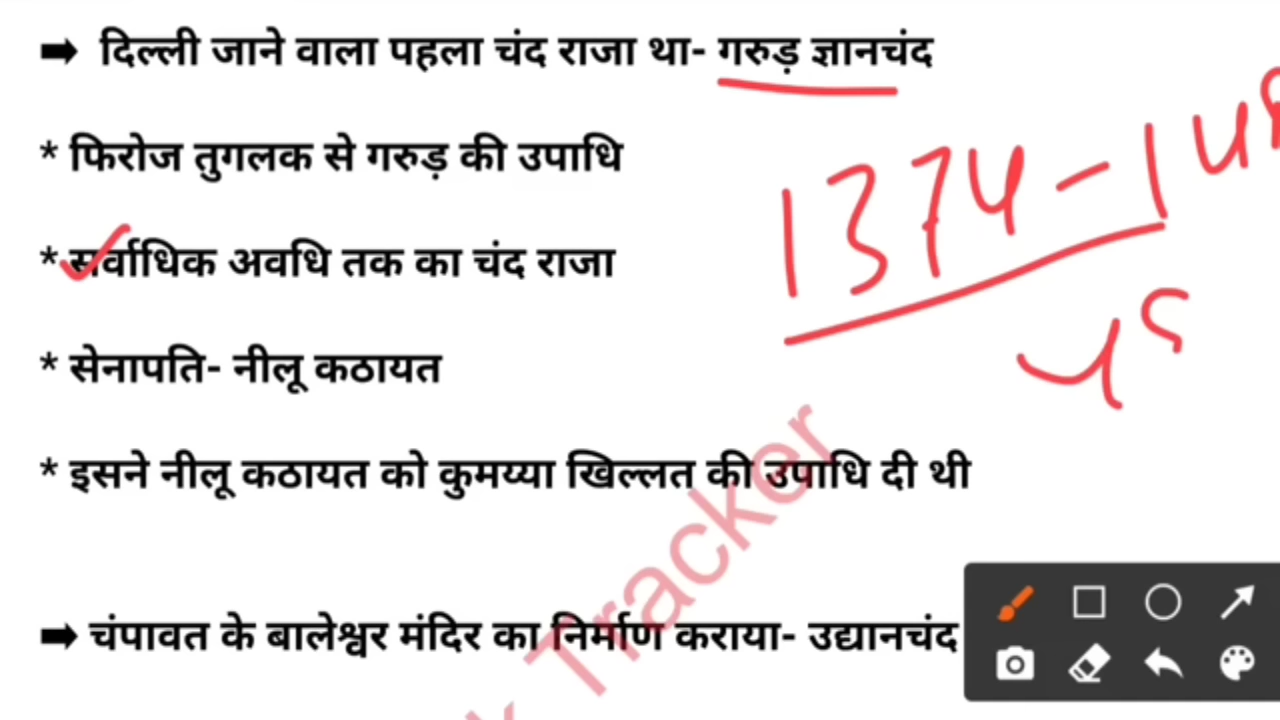 ➡ दिल्ली जाने वाला पहला चंद राजा था- गरुड़ ज्ञानचंद
* फिरोज तुगलक से गरुड़ की उपाधि
1374 - 14
* सर्वाधिक अवधि तक का चंद राजा
* सेनापति- नीलू कठायत
* इसने नीलू कठायत को कुमय्या खिल्लत की उपाधि दी थी
Tracker
➡ चंपावत के बालेश्वर मंदिर का निर्माण कराया- उद्यानचंद